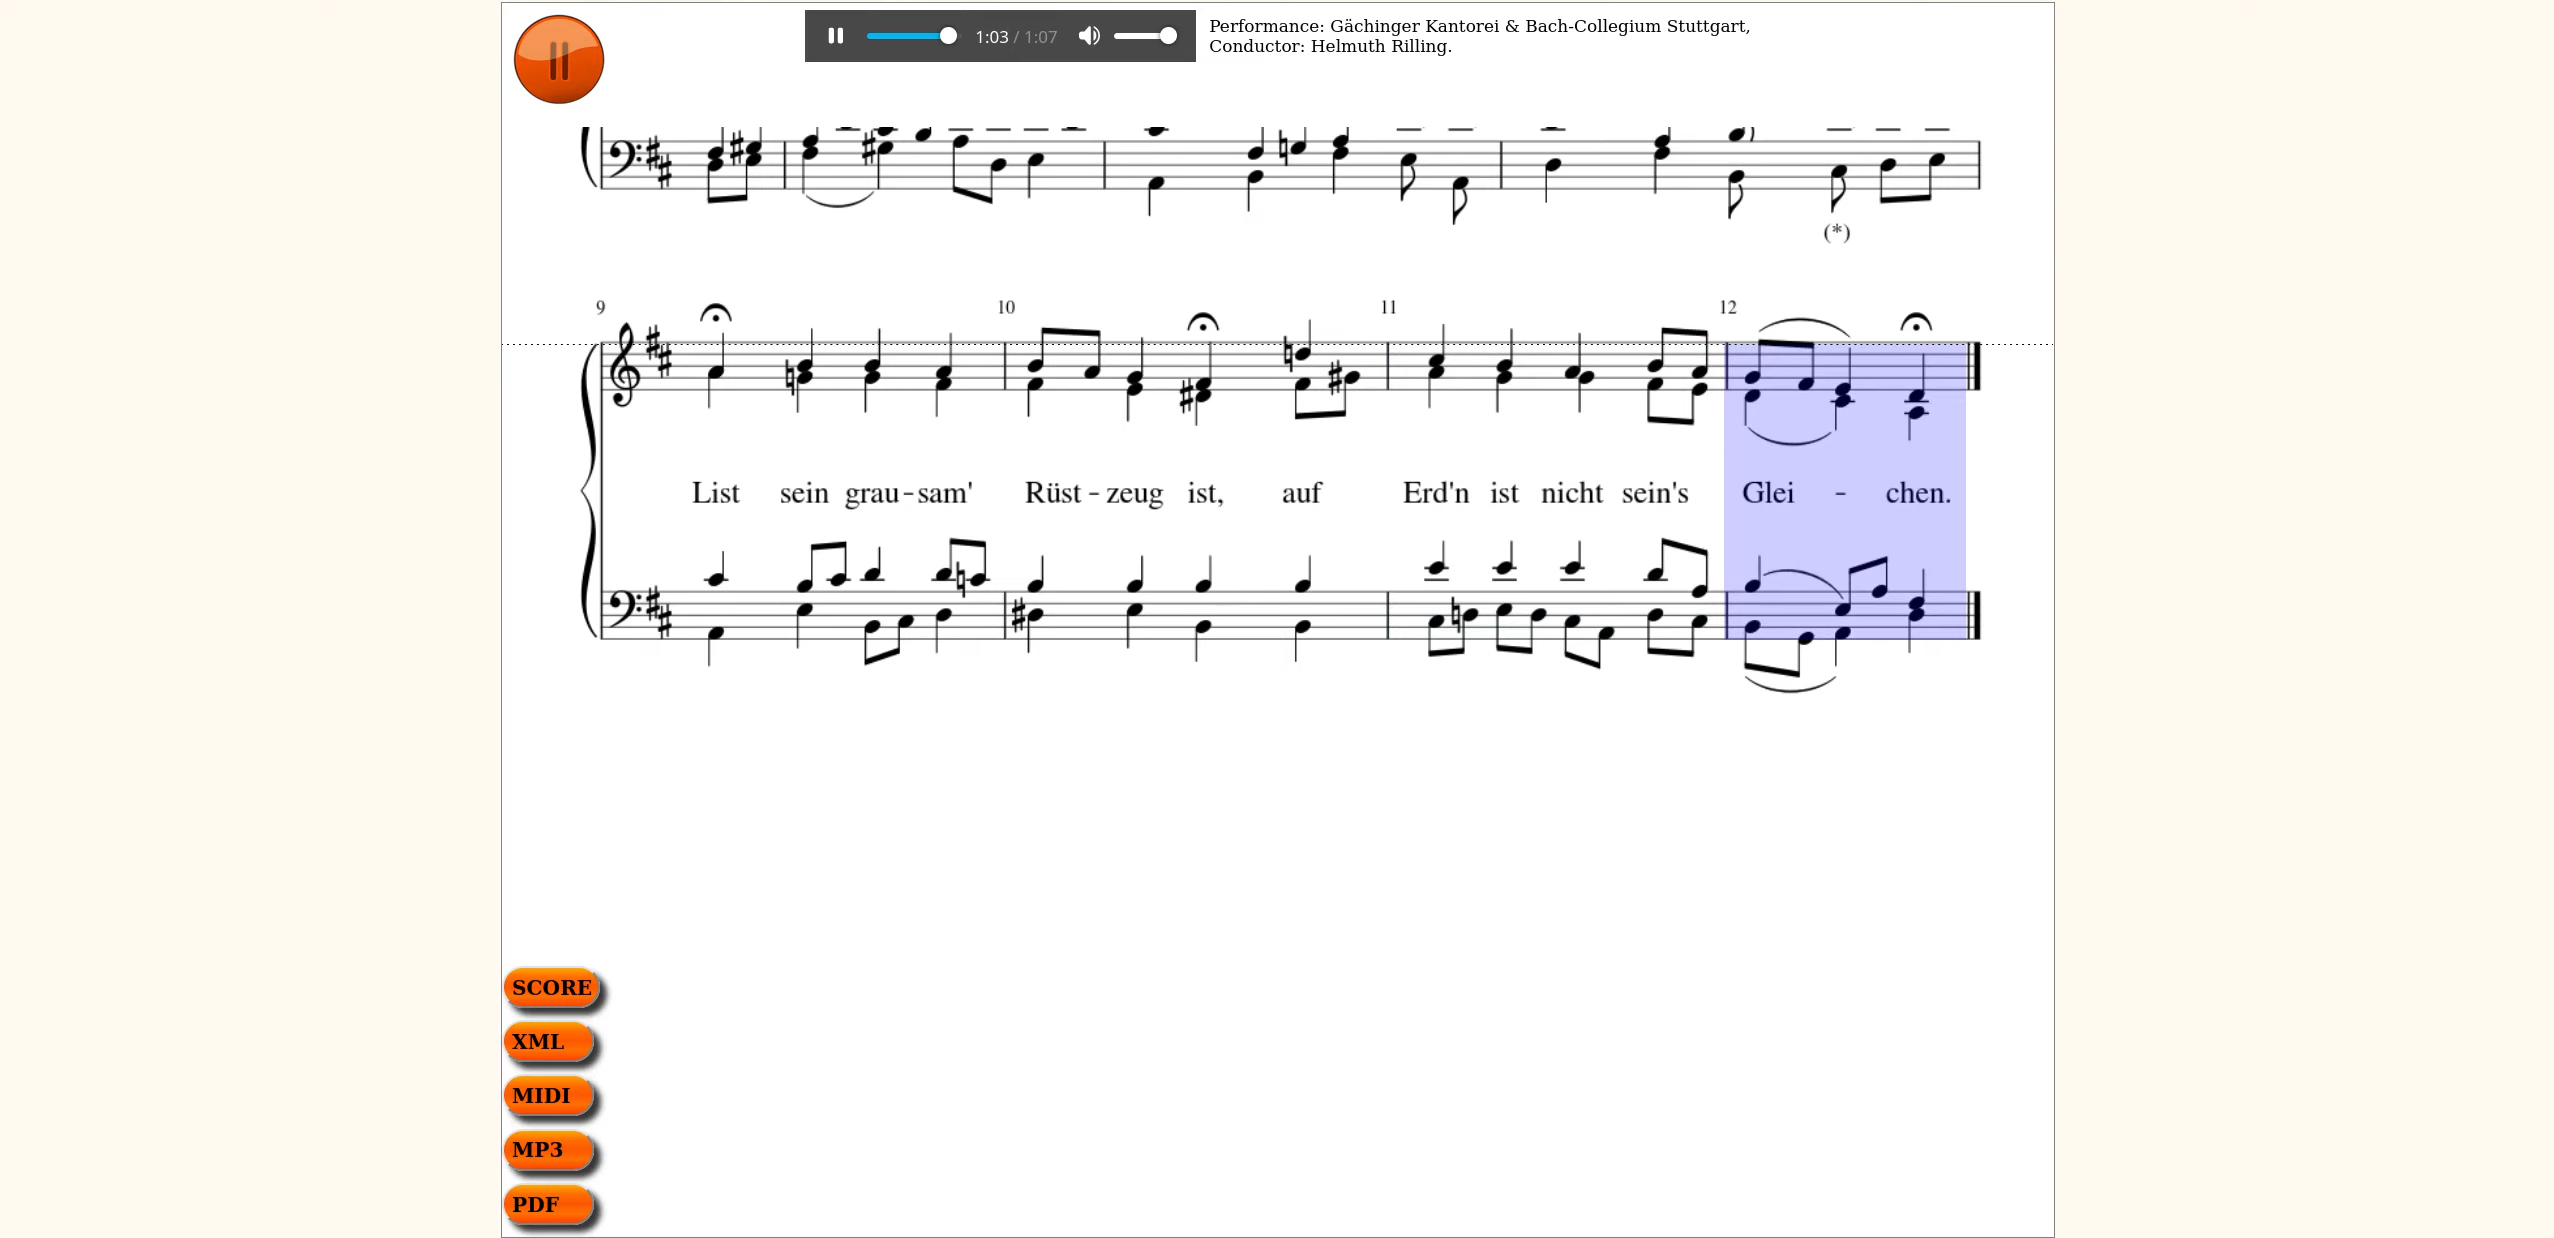 1:03 / 1:07
Performance: Gächinger Kantorei & Bach-Collegium Stuttgart,
Conductor: Helmuth Rilling.
(*)
9 10 11 12
List sein grau-sam' Rüst-zeug ist, auf Erd'n ist nicht sein's Glei - chen.
SCORE
XML
MIDI
MP3
PDF